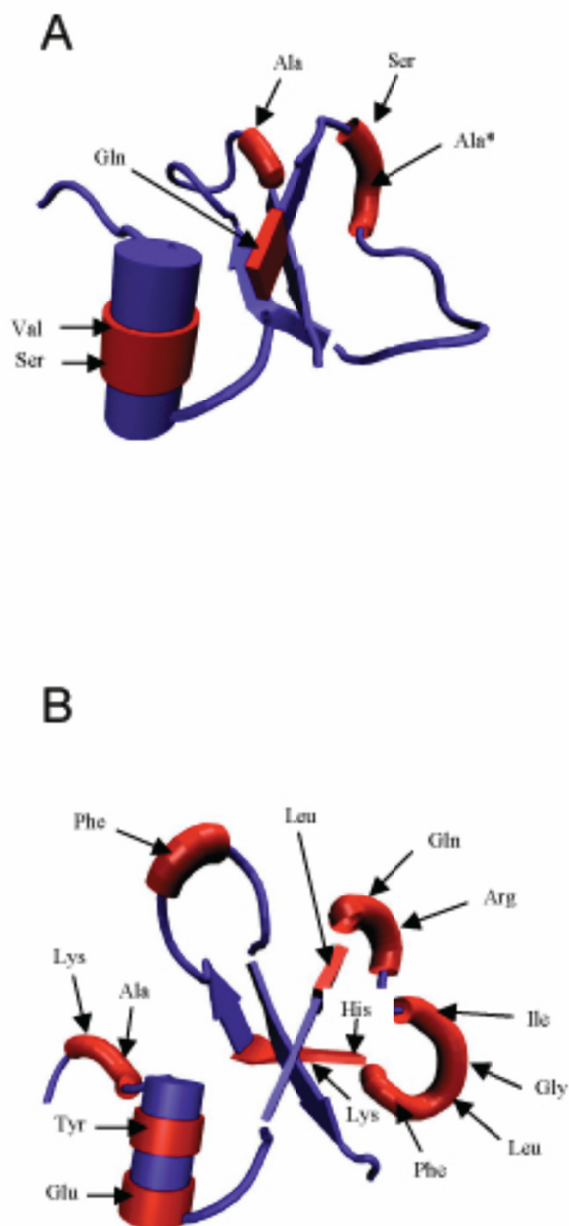 A
Ala
Ser
Gln
Ala*
Val
Ser
B
Phe
Leu
Gln
Arg
Lys
Ala
His
Ile
Gly
Lys
Tyr
Leu
Phe
Glu